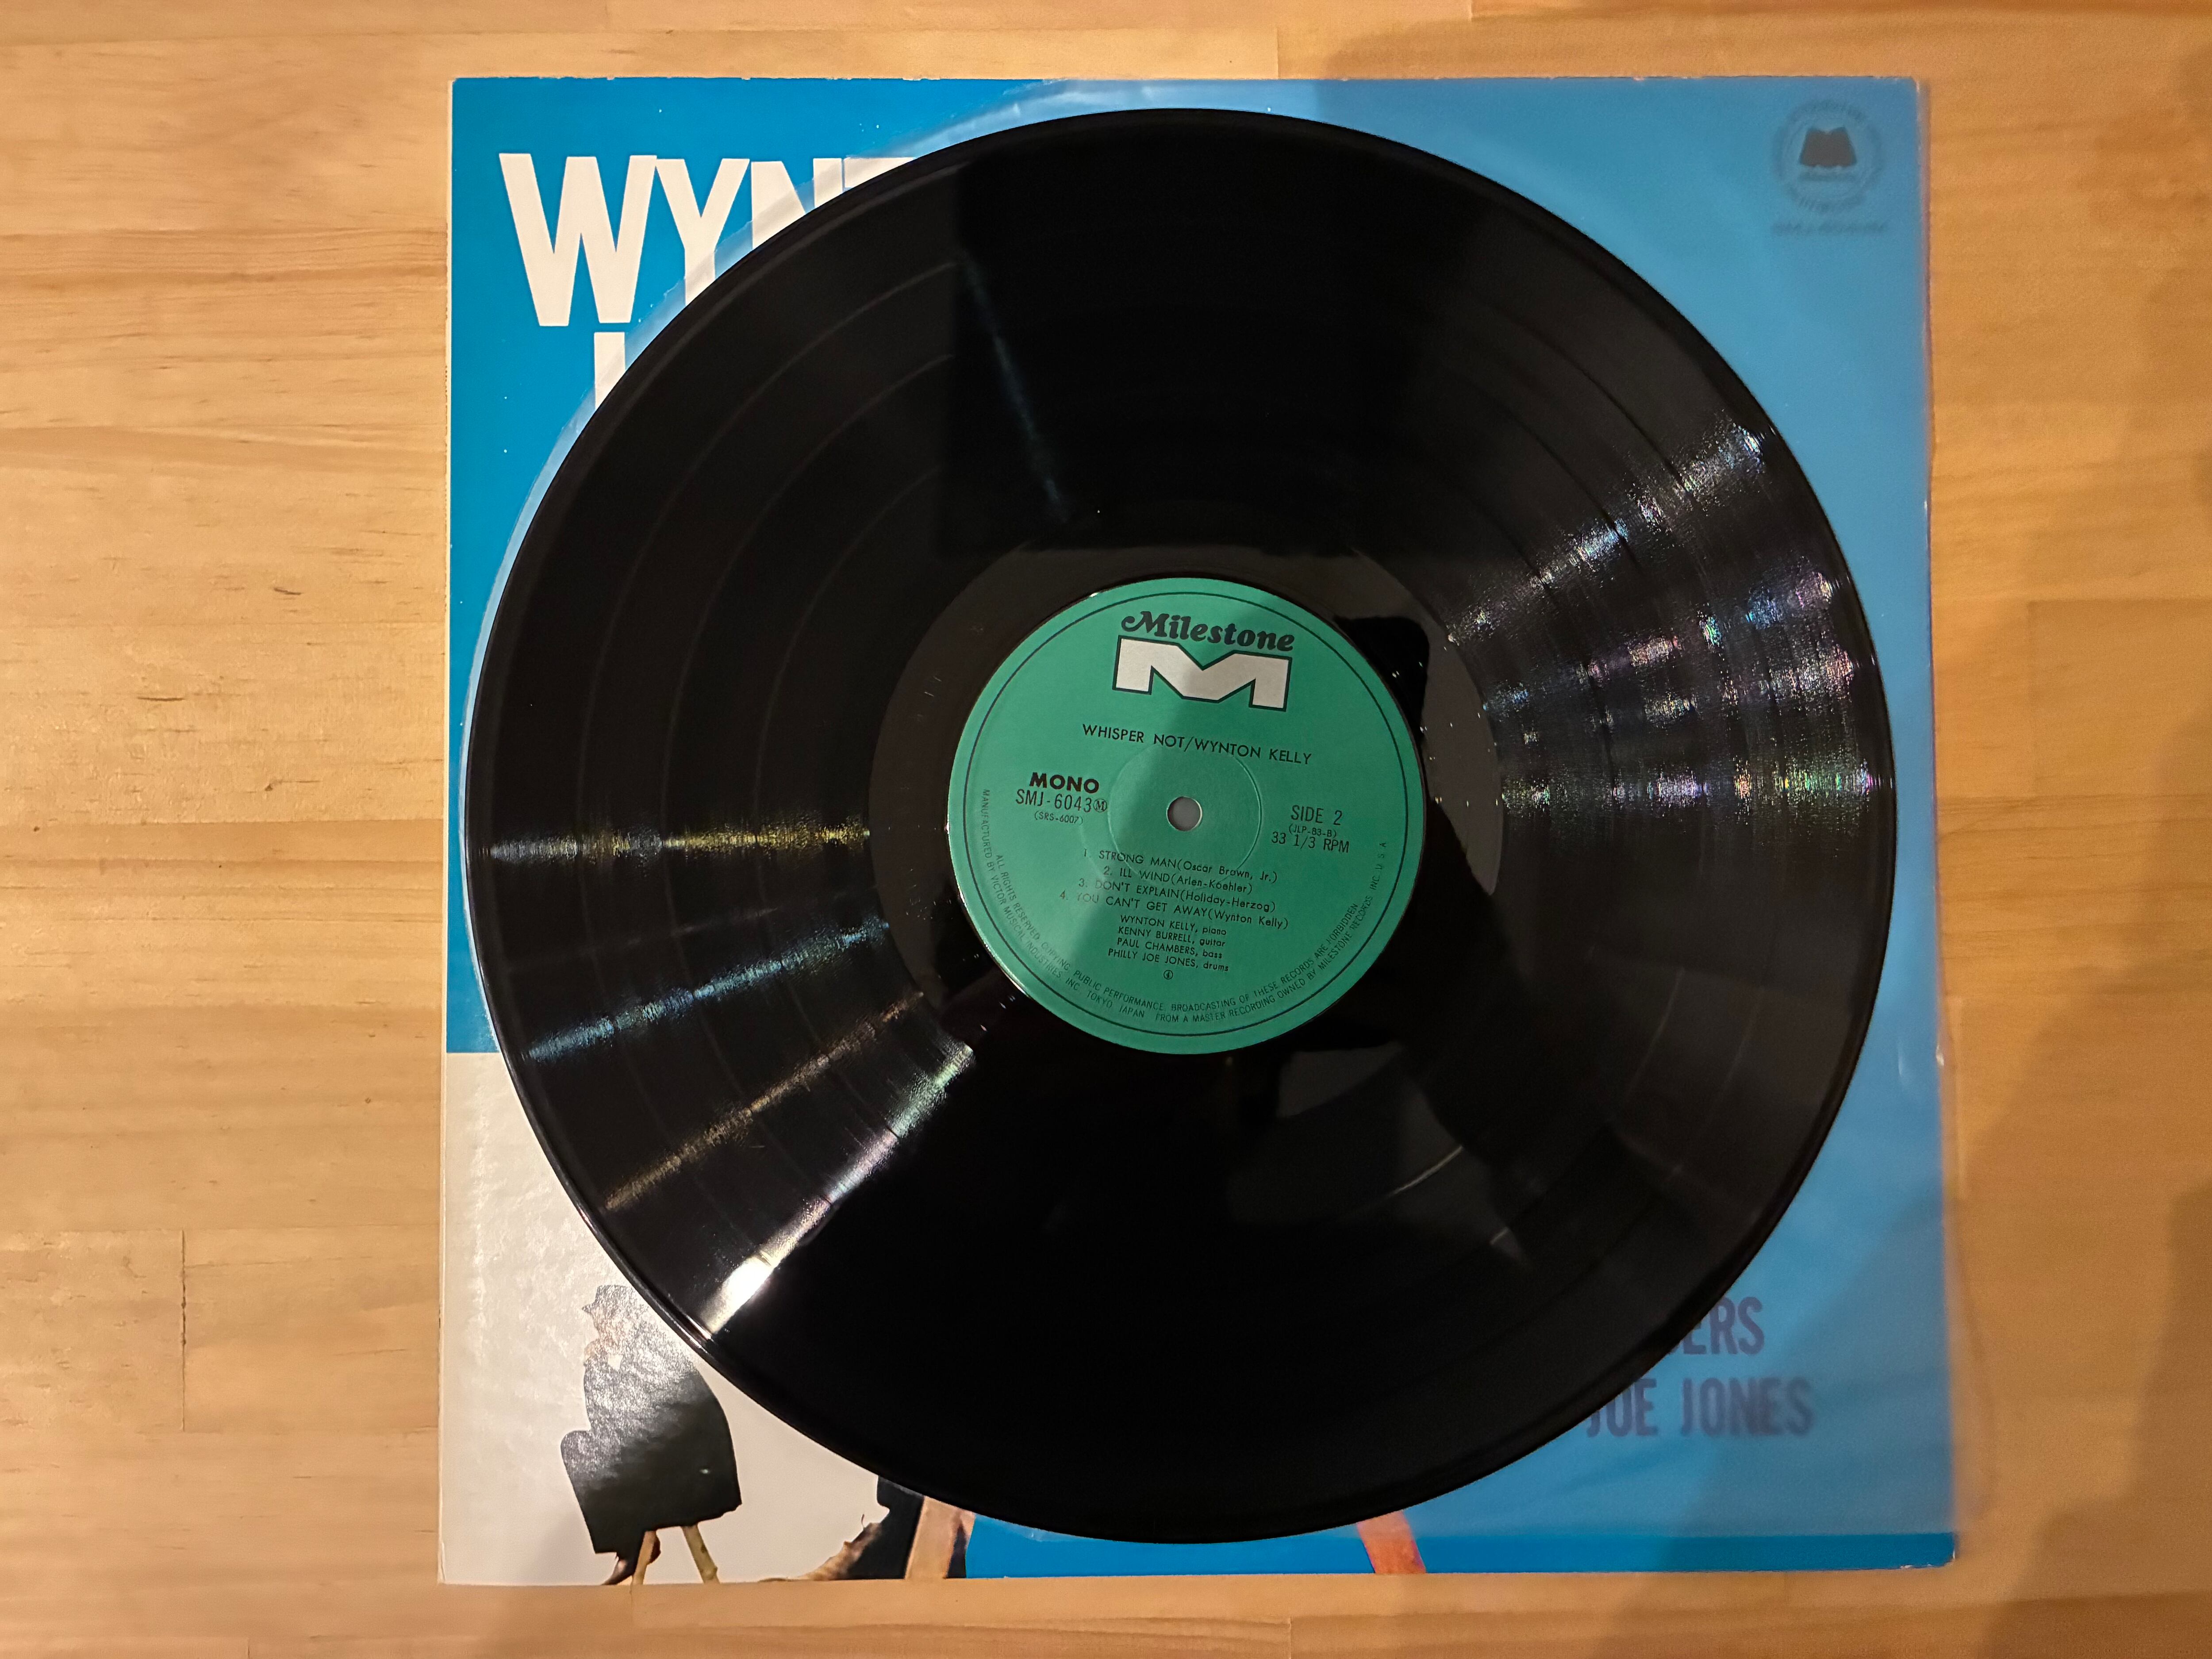 WYNT
Milestone
M
WHISPER NOT/WYNTON KELLY
MONO
SMJ-6043Ⓜ
(SRS-6007)
SIDE 2
(JLP-83-B)
33 1/3 RPM
1. STRONG MAN(Oscar Brown, Jr.)
2. ILL WIND(Arlen-Koehler)
3. DON'T EXPLAIN(Holiday-Herzog)
4. YOU CAN'T GET AWAY(Wynton Kelly)
WYNTON KELLY, piano
KENNY BURRELL, guitar
PAUL CHAMBERS, bass
PHILLY JOE JONES, drums
ALL RIGHTS RESERVED COPYING, PUBLIC PERFORMANCE, BROADCASTING OF THESE RECORDS ARE FORBIDDEN
MANUFACTURED BY VICTOR MUSICAL INDUSTRIES INC. TOKYO, JAPAN FROM A MASTER RECORDING OWNED BY MILESTONE RECORDS INC. U.S.A.
BERS
JOE JONES